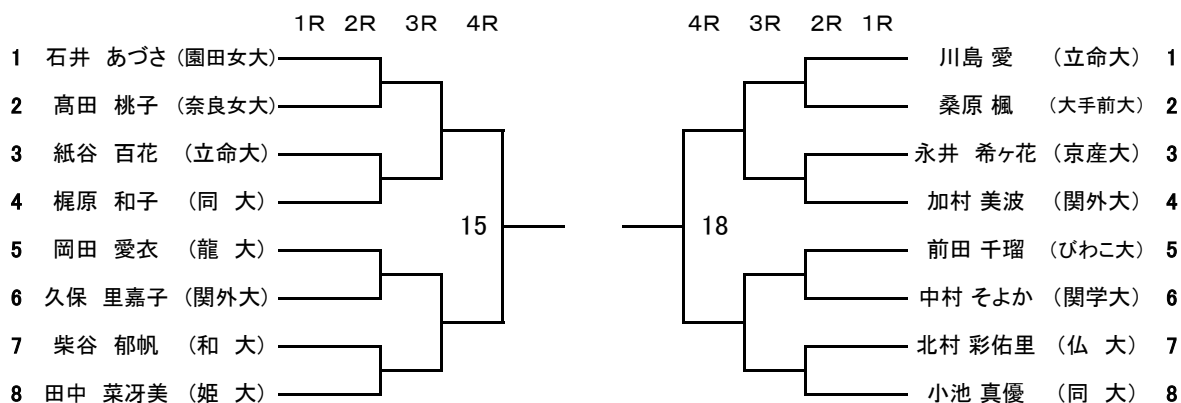 1R 2R 3R 4R
1 石井 あづさ (園田女大)
2 髙田 桃子 (奈良女大)
3 紙谷 百花 (立命大)
4 梶原 和子 (同 大)
5 岡田 愛衣 (龍 大)
6 久保 里嘉子 (関外大)
7 柴谷 郁帆 (和 大)
8 田中 菜冴美 (姫 大)
15
4R 3R 2R 1R
川島 愛 (立命大) 1
桑原 楓 (大手前大) 2
永井 希ヶ花 (京産大) 3
加村 美波 (関外大) 4
前田 千瑠 (びわこ大) 5
中村 そよか (関学大) 6
北村 彩佑里 (仏 大) 7
小池 真優 (同 大) 8
18